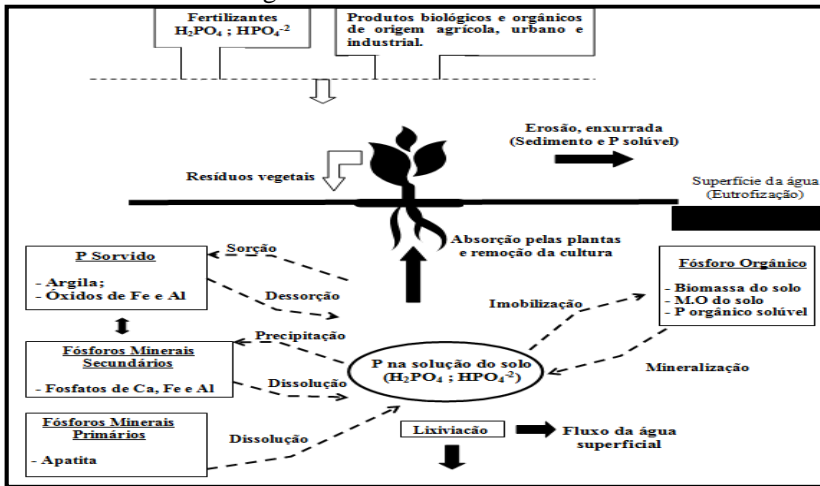 Fertilizantes
H₂PO₄ ; HPO₄⁻²
Produtos biológicos e orgânicos
de origem agrícola, urbano e
industrial.
Erosão, enxurrada
(Sedimento e P solúvel)
Resíduos vegetais
Superfície da água
(Eutrofização)
P Sorvido
- Argila;
- Óxidos de Fe e Al
Sorção
Dessorção
Absorção pelas plantas
e remoção da cultura
Fósforo Orgânico
- Biomassa do solo
- M.O do solo
- P orgânico solúvel
Imobilização
Mineralização
Precipitação
Fósforos Minerais
Secundários
- Fosfatos de Ca, Fe e Al
Dissolução
P na solução do solo
(H₂PO₄ ; HPO₄⁻²)
Fósforos Minerais
Primários
- Apatita
Dissolução
Lixiviacão
Fluxo da água
superficial